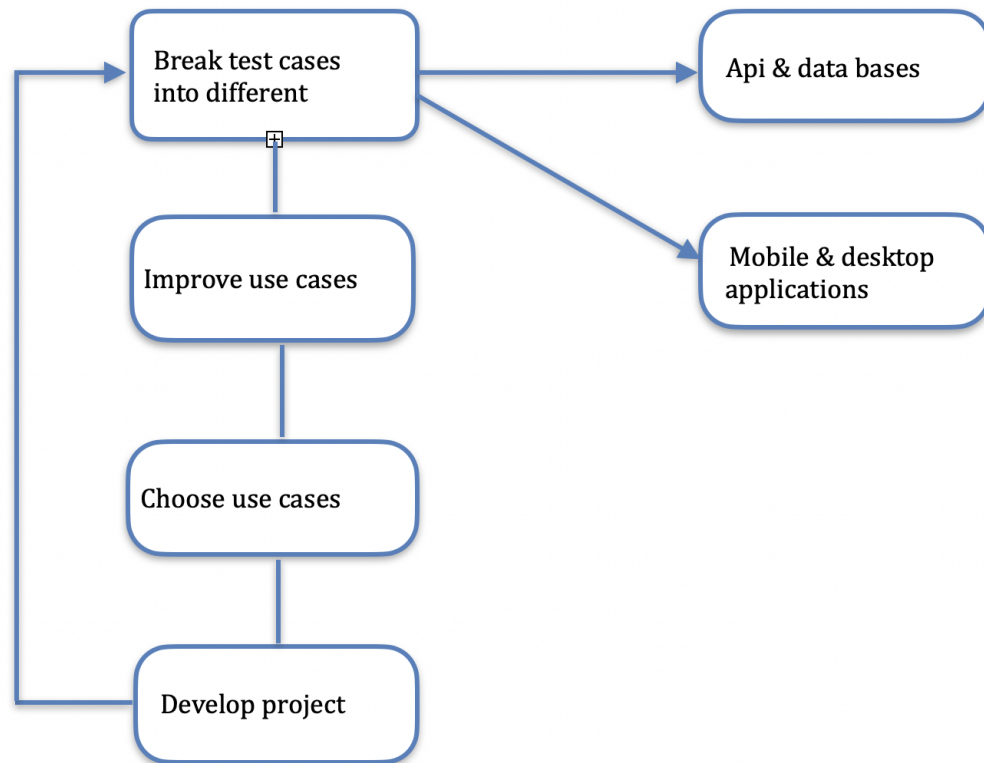 Break test cases
into different
Api & data bases
Improve use cases
Mobile & desktop
applications
Choose use cases
Develop project